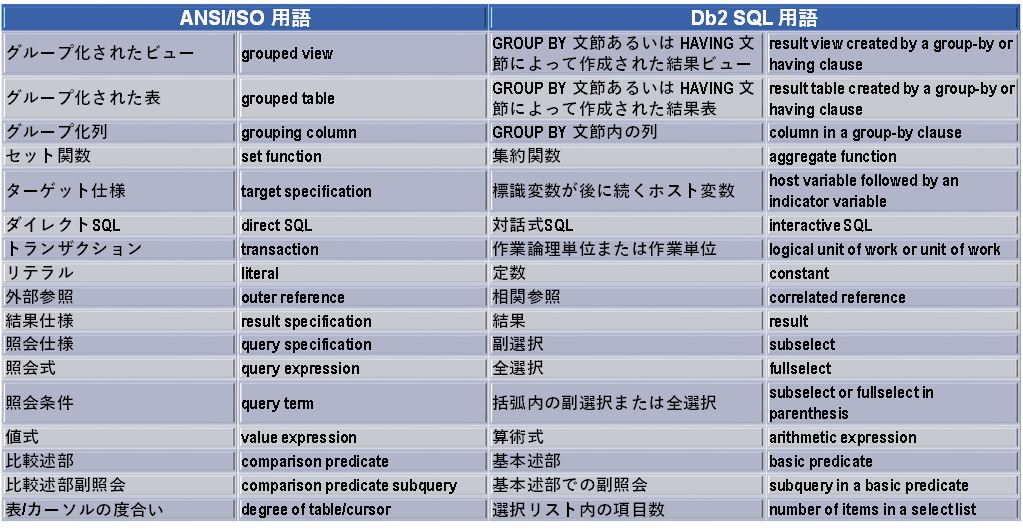 ANSI/ISO 用語 Db2 SQL 用語
グループ化されたビュー grouped view GROUP BY 文節あるいは HAVING 文 result view created by a group-by or
節によって作成された結果ビュー having clause
グループ化された表 grouped table GROUP BY 文節あるいは HAVING 文 result table created by a group-by or
節によって作成された結果表 having clause
グループ化列 grouping column GROUP BY 文節内の列 column in a group-by clause
セット関数 set function 集約関数 aggregate function
ターゲット仕様 target specification 標識変数が後に続くホスト変数 host variable followed by an
indicator variable
ダイレクトSQL direct SQL 対話式SQL interactive SQL
トランザクション transaction 作業論理単位または作業単位 logical unit of work or unit of work
リテラル literal 定数 constant
外部参照 outer reference 相関参照 correlated reference
結果仕様 result specification 結果 result
照会仕様 query specification 副選択 subselect
照会式 query expression 全選択 fullselect
照会条件 query term 括弧内の副選択または全選択 subselect or fullselect in
parenthesis
値式 value expression 算術式 arithmetic expression
比較述部 comparison predicate 基本述部 basic predicate
比較述部副照会 comparison predicate subquery 基本述部での副照会 subquery in a basic predicate
表/カーソルの度合い degree of table/cursor 選択リスト内の項目数 number of items in a select list